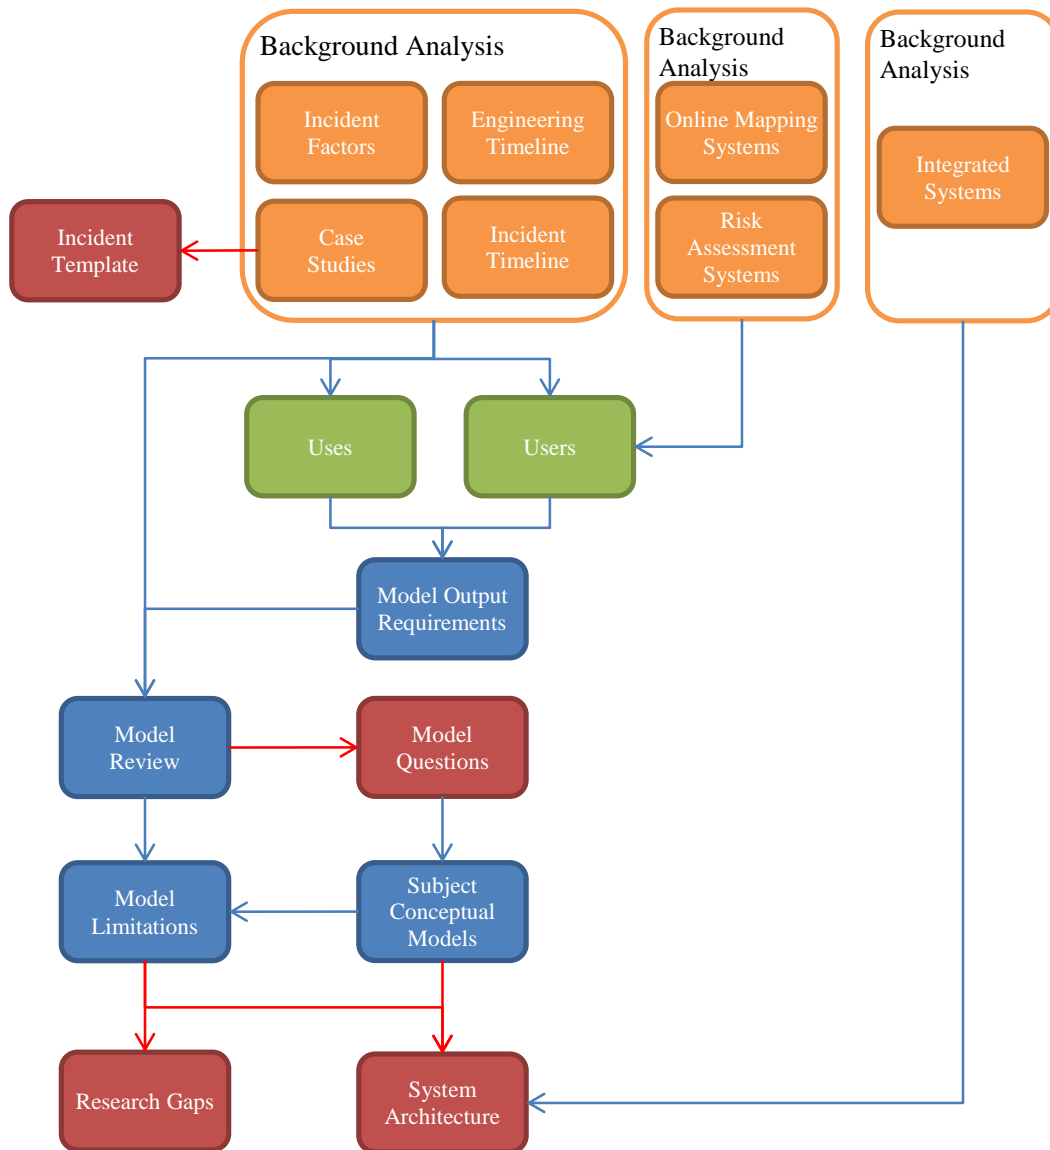 Background Analysis
Incident
Factors
Engineering
Timeline
Case
Studies
Incident
Timeline
Background
Analysis
Online Mapping
Systems
Risk
Assessment
Systems
Background
Analysis
Integrated
Systems
Incident
Template
Uses
Users
Model Output
Requirements
Model
Review
Model
Questions
Model
Limitations
Subject
Conceptual
Models
Research Gaps
System
Architecture